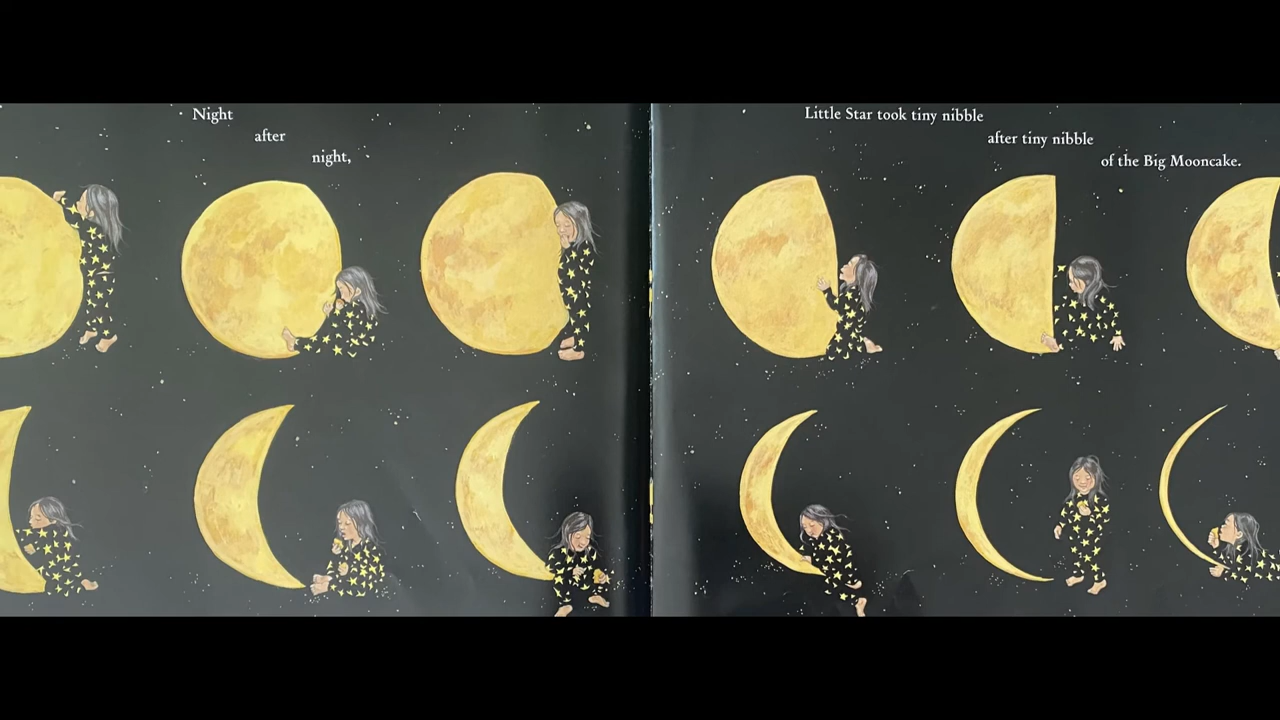 Night
after
night,
Little Star took tiny nibble
after tiny nibble
of the Big Mooncake.